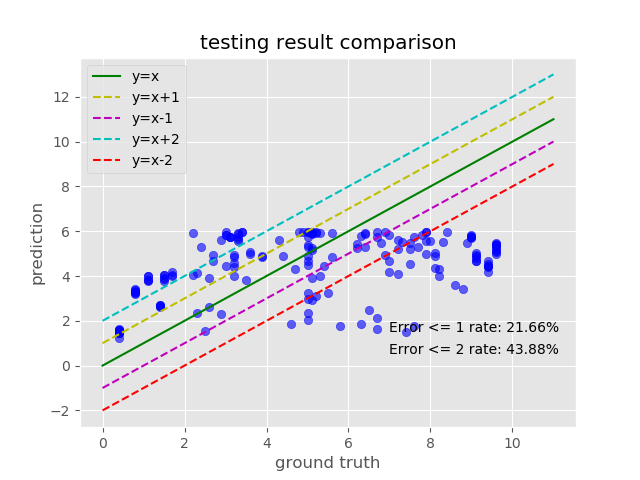 testing result comparison
y=x
y=x+1
y=x-1
y=x+2
y=x-2
12
10
8
6
4
2
0
−2
prediction
Error <= 1 rate: 21.66%
Error <= 2 rate: 43.88%
0 2 4 6 8 10
ground truth